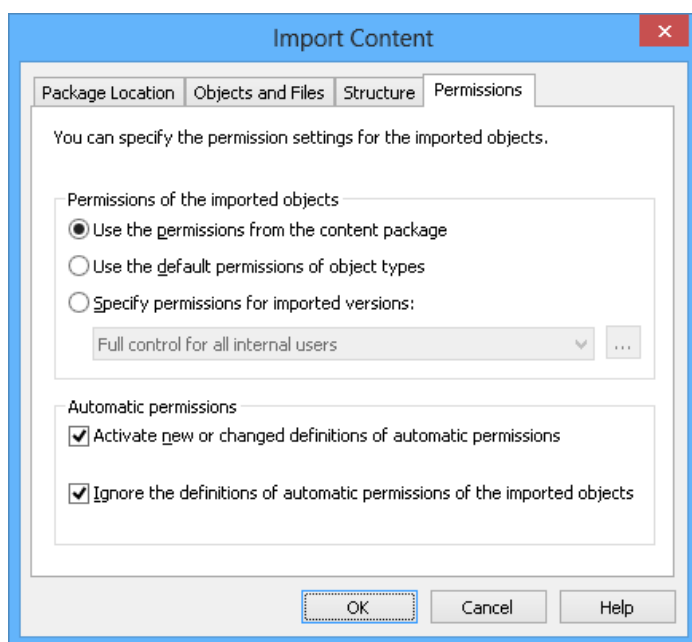 Import Content
Package Location
Objects and Files
Structure
Permissions
You can specify the permission settings for the imported objects.
Permissions of the imported objects
Use the permissions from the content package
Use the default permissions of object types
Specify permissions for imported versions:
Full control for all internal users
...
Automatic permissions
Activate new or changed definitions of automatic permissions
Ignore the definitions of automatic permissions of the imported objects
OK
Cancel
Help